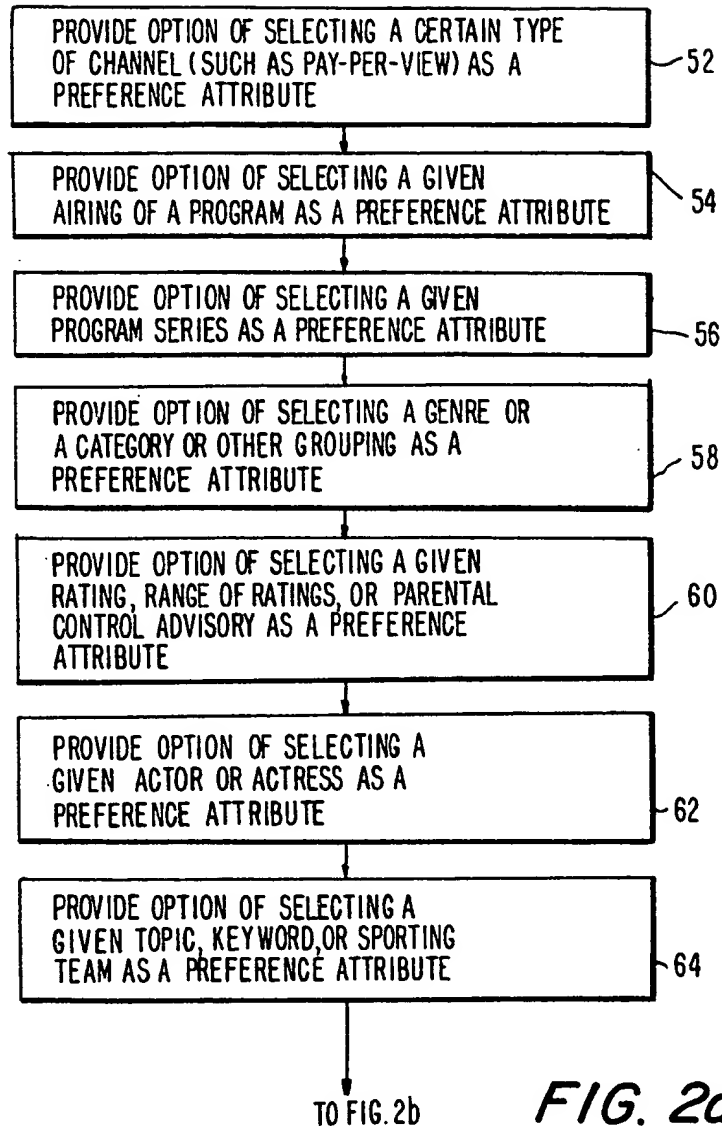 PROVIDE OPTION OF SELECTING A CERTAIN TYPE
OF CHANNEL (SUCH AS PAY-PER-VIEW) AS A
PREFERENCE ATTRIBUTE
52
PROVIDE OPTION OF SELECTING A GIVEN
AIRING OF A PROGRAM AS A PREFERENCE ATTRIBUTE
54
PROVIDE OPTION OF SELECTING A GIVEN
PROGRAM SERIES AS A PREFERENCE ATTRIBUTE
56
PROVIDE OPTION OF SELECTING A GENRE OR
A CATEGORY OR OTHER GROUPING AS A
PREFERENCE ATTRIBUTE
58
PROVIDE OPTION OF SELECTING A GIVEN
RATING, RANGE OF RATINGS, OR PARENTAL
CONTROL ADVISORY AS A PREFERENCE
ATTRIBUTE
60
PROVIDE OPTION OF SELECTING A
GIVEN ACTOR OR ACTRESS AS A
PREFERENCE ATTRIBUTE
62
PROVIDE OPTION OF SELECTING A
GIVEN TOPIC, KEYWORD, OR SPORTING
TEAM AS A PREFERENCE ATTRIBUTE
64
TO FIG. 2b
FIG.